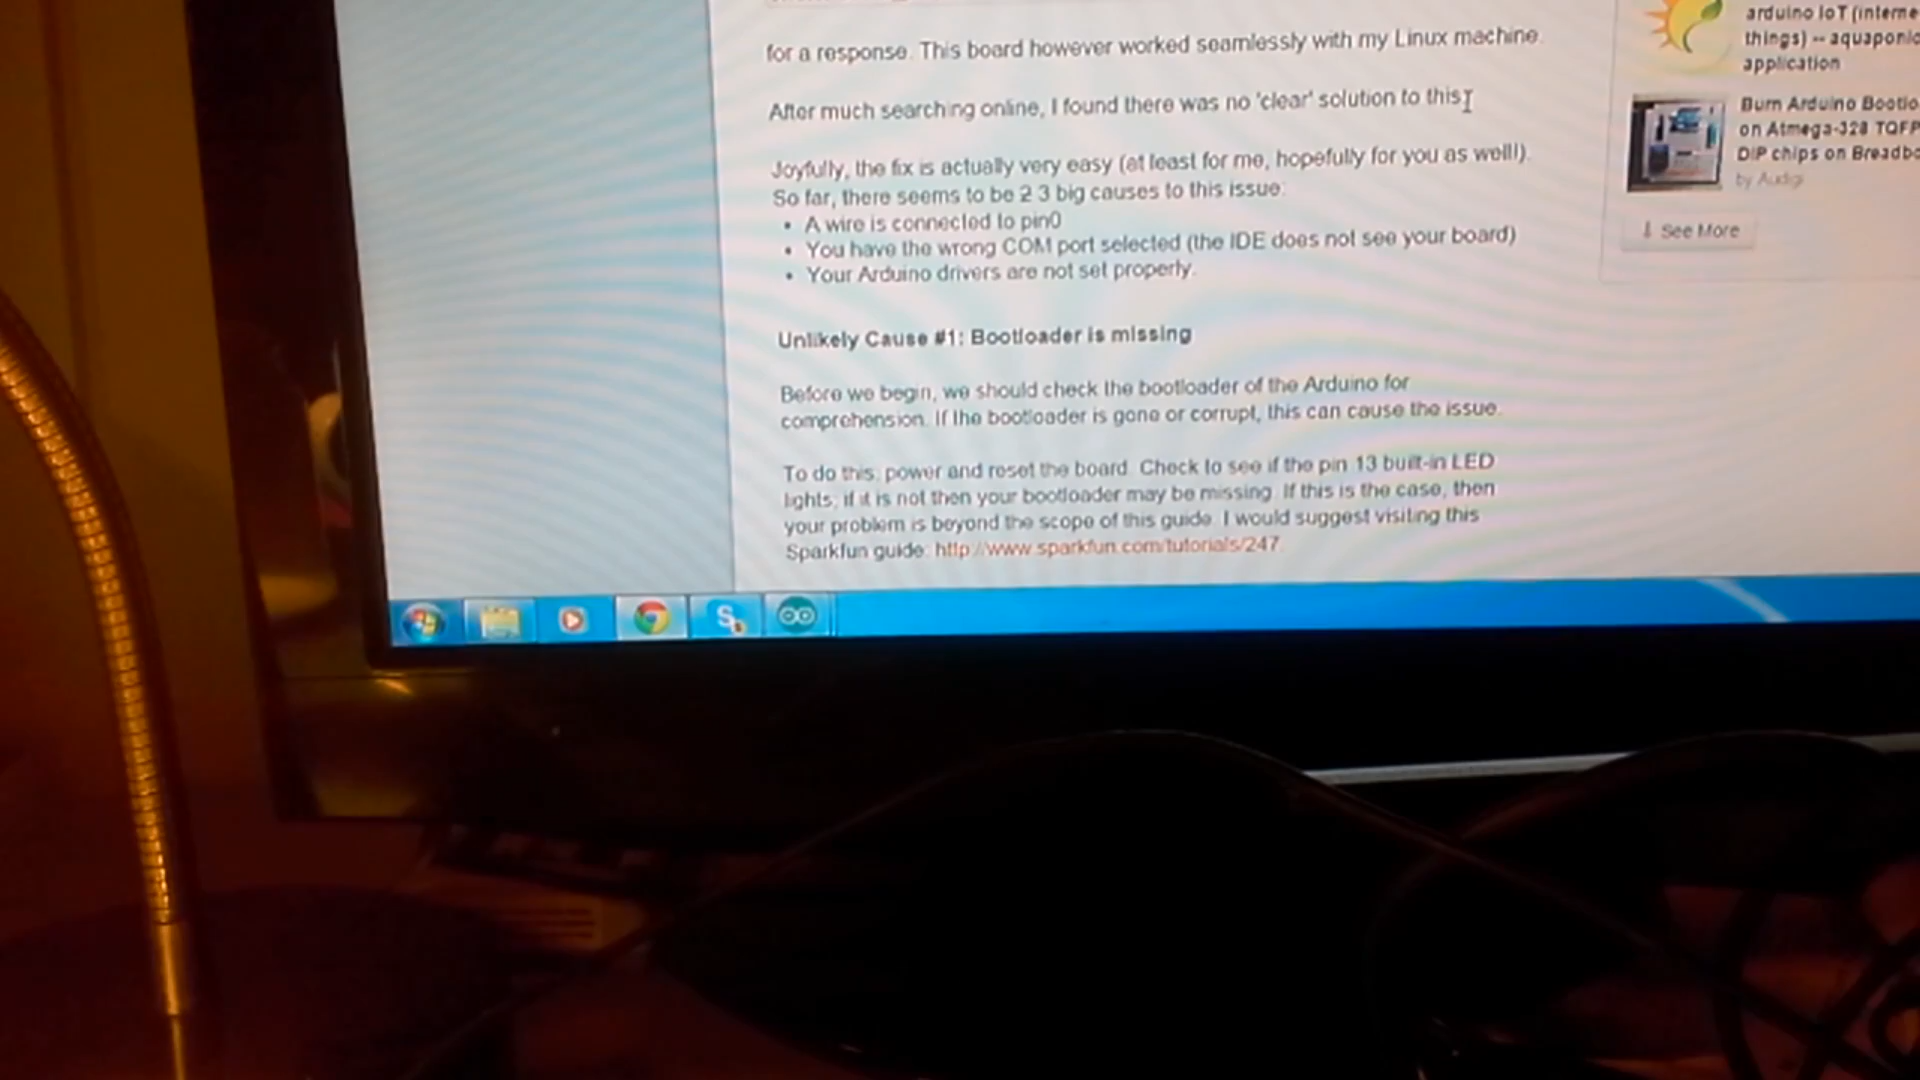 for a response. This board however worked seamlessly with my Linux machine.
After much searching online, I found there was no 'clear' solution to this.
Joyfully, the fix is actually very easy (at least for me, hopefully for you as well!).
So far, there seems to be 2 3 big causes to this issue:
• A wire is connected to pin0
• You have the wrong COM port selected (the IDE does not see your board)
• Your Arduino drivers are not set properly.
Unlikely Cause #1: Bootloader is missing
Before we begin, we should check the bootloader of the Arduino for
comprehension. If the bootloader is gone or corrupt, this can cause the issue.
To do this, power and reset the board. Check to see if the pin 13 built-in LED
lights; if it is not then your bootloader may be missing. If this is the case, then
your problem is beyond the scope of this guide. I would suggest visiting this
Sparkfun guide: http://www.sparkfun.com/tutorials/247.
arduino IoT (interne
things) -- aquaponic
application
Burn Arduino Bootlo
on Atmega-328 TQFP
DIP chips on Breadbo
by Audigi
See More
S